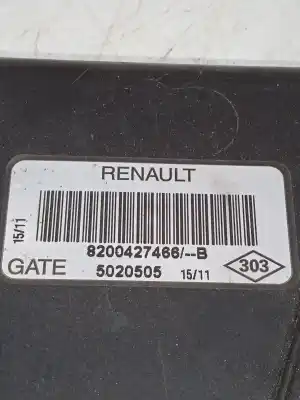 RENAULT
15/11
8200427466/--B
GATE 5020505 15/11 303